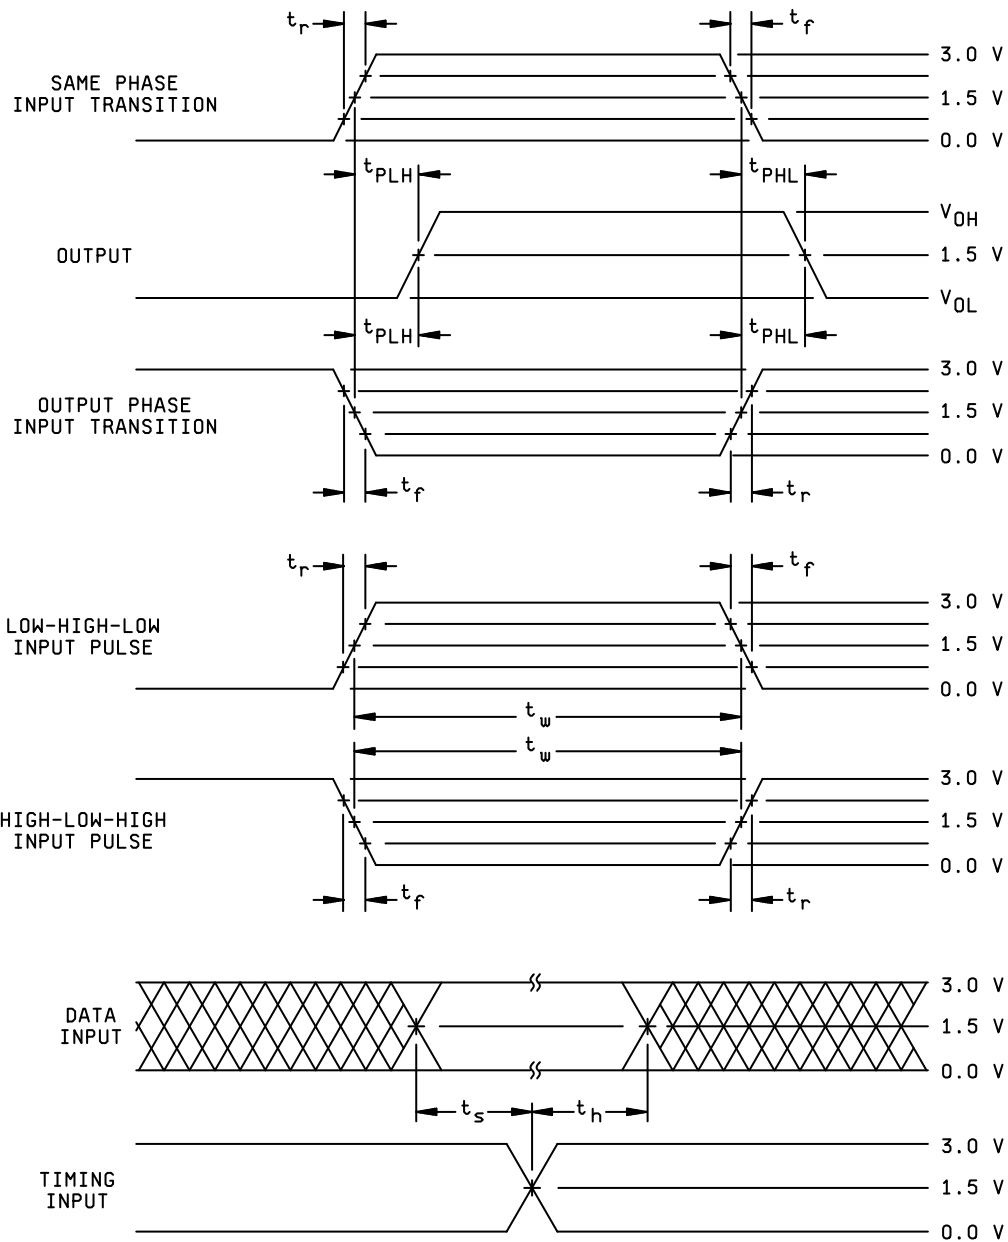 tr
tf
3.0 V
SAME PHASE
INPUT TRANSITION
1.5 V
0.0 V
tPLH
tPHL
VOH
OUTPUT
1.5 V
VOL
tPLH
tPHL
3.0 V
OUTPUT PHASE
INPUT TRANSITION
1.5 V
0.0 V
tf
tr
tr
tf
3.0 V
LOW-HIGH-LOW
INPUT PULSE
1.5 V
0.0 V
tw
tw
3.0 V
HIGH-LOW-HIGH
INPUT PULSE
1.5 V
0.0 V
tf
tr
3.0 V
DATA
INPUT
1.5 V
0.0 V
ts
th
3.0 V
TIMING
INPUT
1.5 V
0.0 V